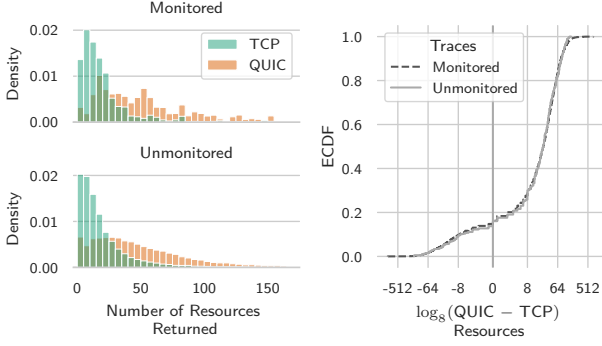 Monitored
Density
0.02
0.01
0.00
TCP
QUIC
Unmonitored
Density
0.02
0.01
0.00
0 50 100 150
Number of Resources
Returned
ECDF
1.0
0.8
0.6
0.4
0.2
0.0
Traces
Monitored
Unmonitored
-512 -64 -8 0 8 64 512
log₈(QUIC − TCP)
Resources